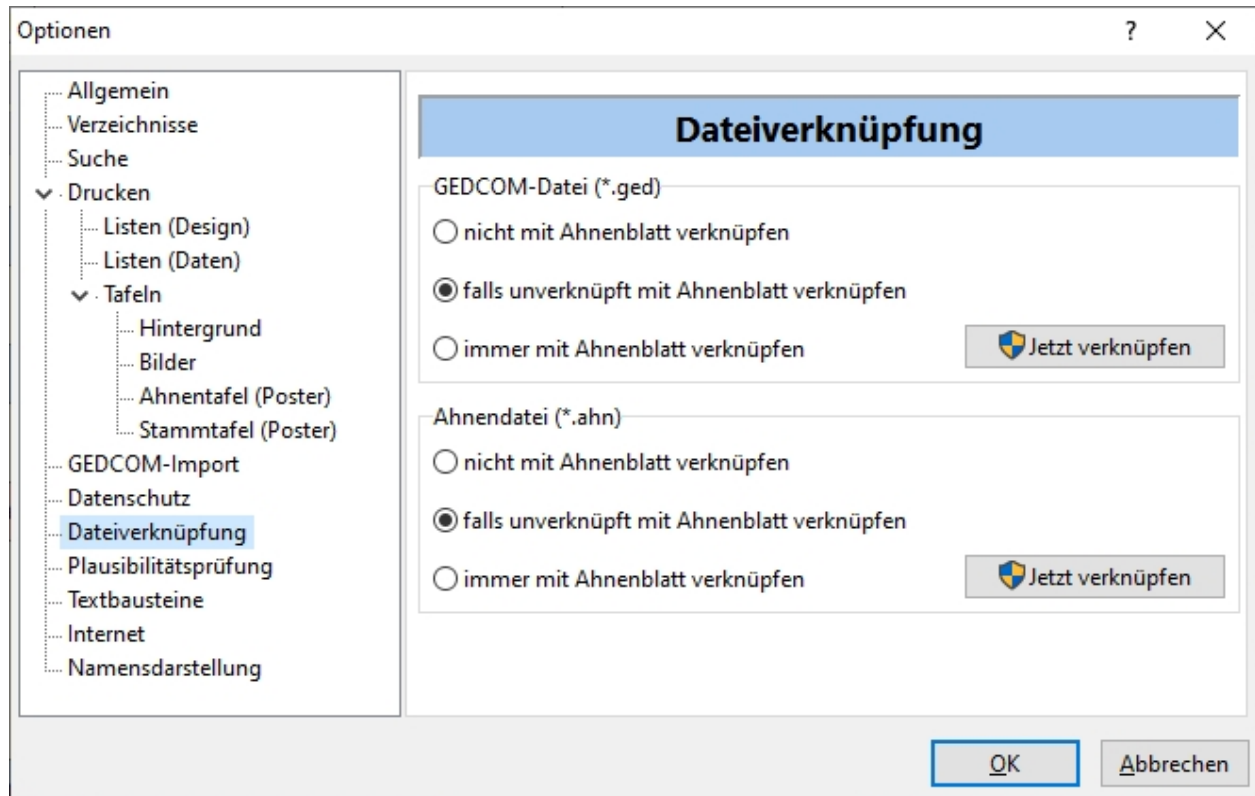 Optionen
?
Allgemein
Verzeichnisse
Suche
Drucken
Listen (Design)
Listen (Daten)
Tafeln
Hintergrund
Bilder
Ahnentafel (Poster)
Stammtafel (Poster)
GEDCOM-Import
Datenschutz
Dateiverknüpfung
Plausibilitätsprüfung
Textbausteine
Internet
Namensdarstellung
Dateiverknüpfung
GEDCOM-Datei (*.ged)
nicht mit Ahnenblatt verknüpfen
falls unverknüpft mit Ahnenblatt verknüpfen
immer mit Ahnenblatt verknüpfen
Jetzt verknüpfen
Ahnendatei (*.ahn)
nicht mit Ahnenblatt verknüpfen
falls unverknüpft mit Ahnenblatt verknüpfen
immer mit Ahnenblatt verknüpfen
Jetzt verknüpfen
OK
Abbrechen